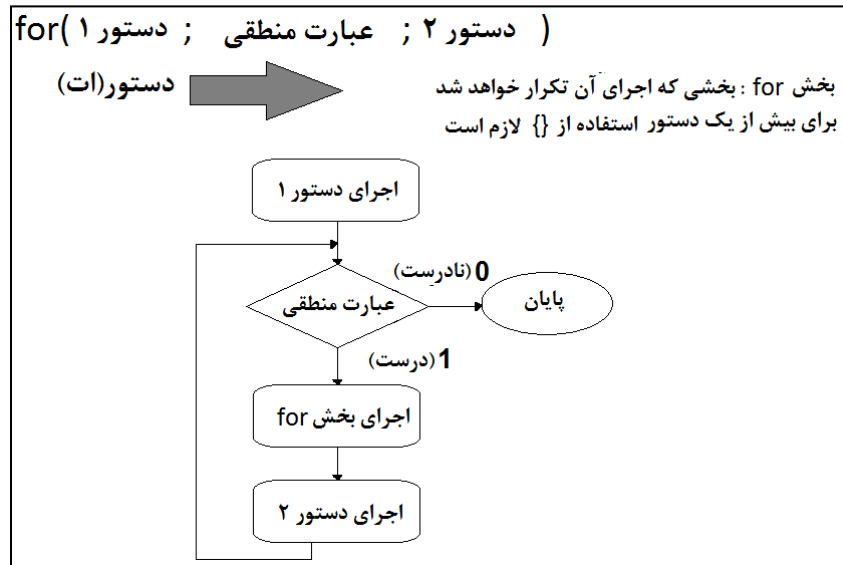 for( دستور ۱ ; عبارت منطقی ; دستور ۲ )
دستور(ات)
بخش for : بخشی که اجرای آن تکرار خواهد شد
برای بیش از یک دستور استفاده از {} لازم است
اجرای دستور ۱
0 (نادرست)
عبارت منطقی
پایان
1 (درست)
اجرای بخش for
اجرای دستور ۲